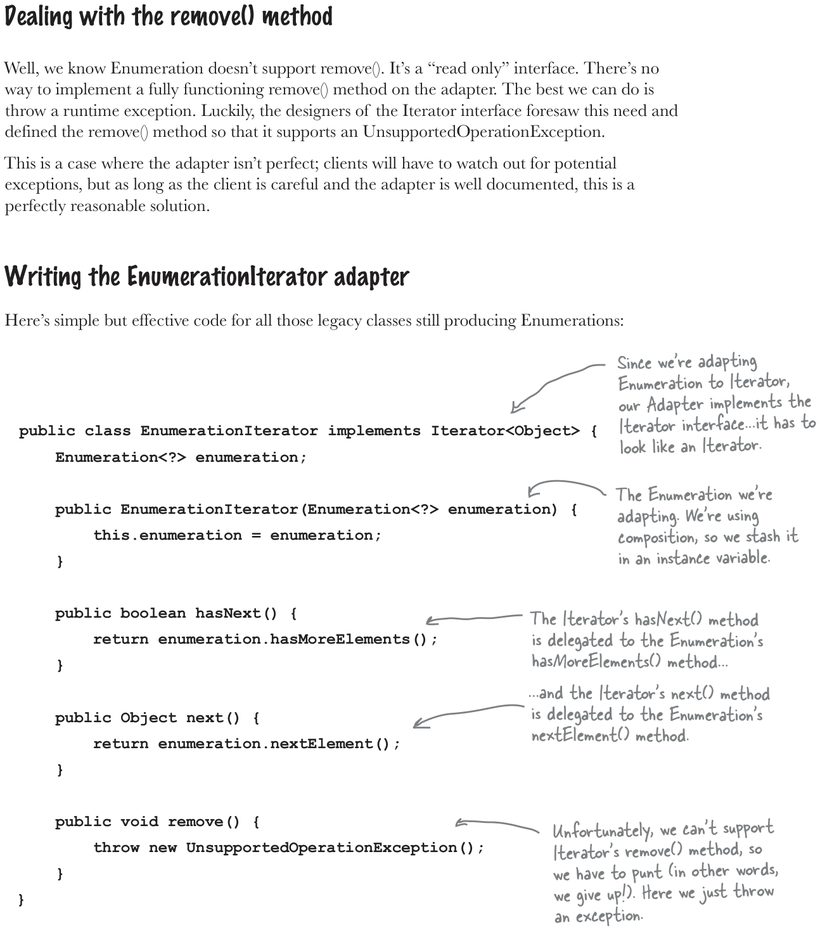 Dealing with the remove() method
Well, we know Enumeration doesn’t support remove(). It’s a “read only” interface. There’s no
way to implement a fully functioning remove() method on the adapter. The best we can do is
throw a runtime exception. Luckily, the designers of the Iterator interface foresaw this need and
defined the remove() method so that it supports an UnsupportedOperationException.
This is a case where the adapter isn’t perfect; clients will have to watch out for potential
exceptions, but as long as the client is careful and the adapter is well documented, this is a
perfectly reasonable solution.
Writing the EnumerationIterator adapter
Here’s simple but effective code for all those legacy classes still producing Enumerations:
Since we’re adapting
Enumeration to Iterator,
our Adapter implements the
Iterator interface...it has to
look like an Iterator.
public class EnumerationIterator implements Iterator<Object> {
Enumeration<?> enumeration;
public EnumerationIterator(Enumeration<?> enumeration) {
this.enumeration = enumeration;
}
The Enumeration we’re
adapting. We’re using
composition, so we stash it
in an instance variable.
public boolean hasNext() {
return enumeration.hasMoreElements();
}
The Iterator’s hasNext() method
is delegated to the Enumeration’s
hasMoreElements() method...
public Object next() {
return enumeration.nextElement();
}
...and the Iterator’s next() method
is delegated to the Enumeration’s
nextElement() method.
public void remove() {
throw new UnsupportedOperationException();
}
}
Unfortunately, we can’t support
Iterator’s remove() method, so
we have to punt (in other words,
we give up!). Here we just throw
an exception.